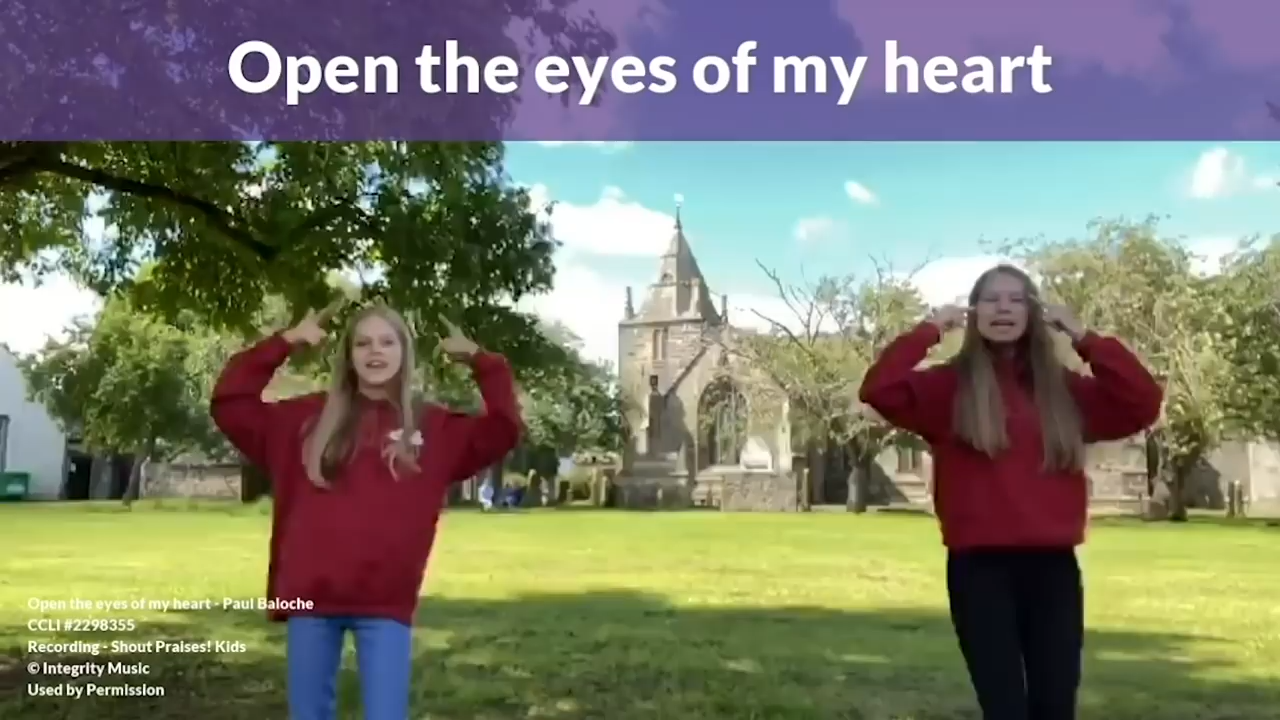 Open the eyes of my heart
Open the eyes of my heart - Paul Baloche
CCLI #2298355
Recording - Shout Praises! Kids
© Integrity Music
Used by Permission